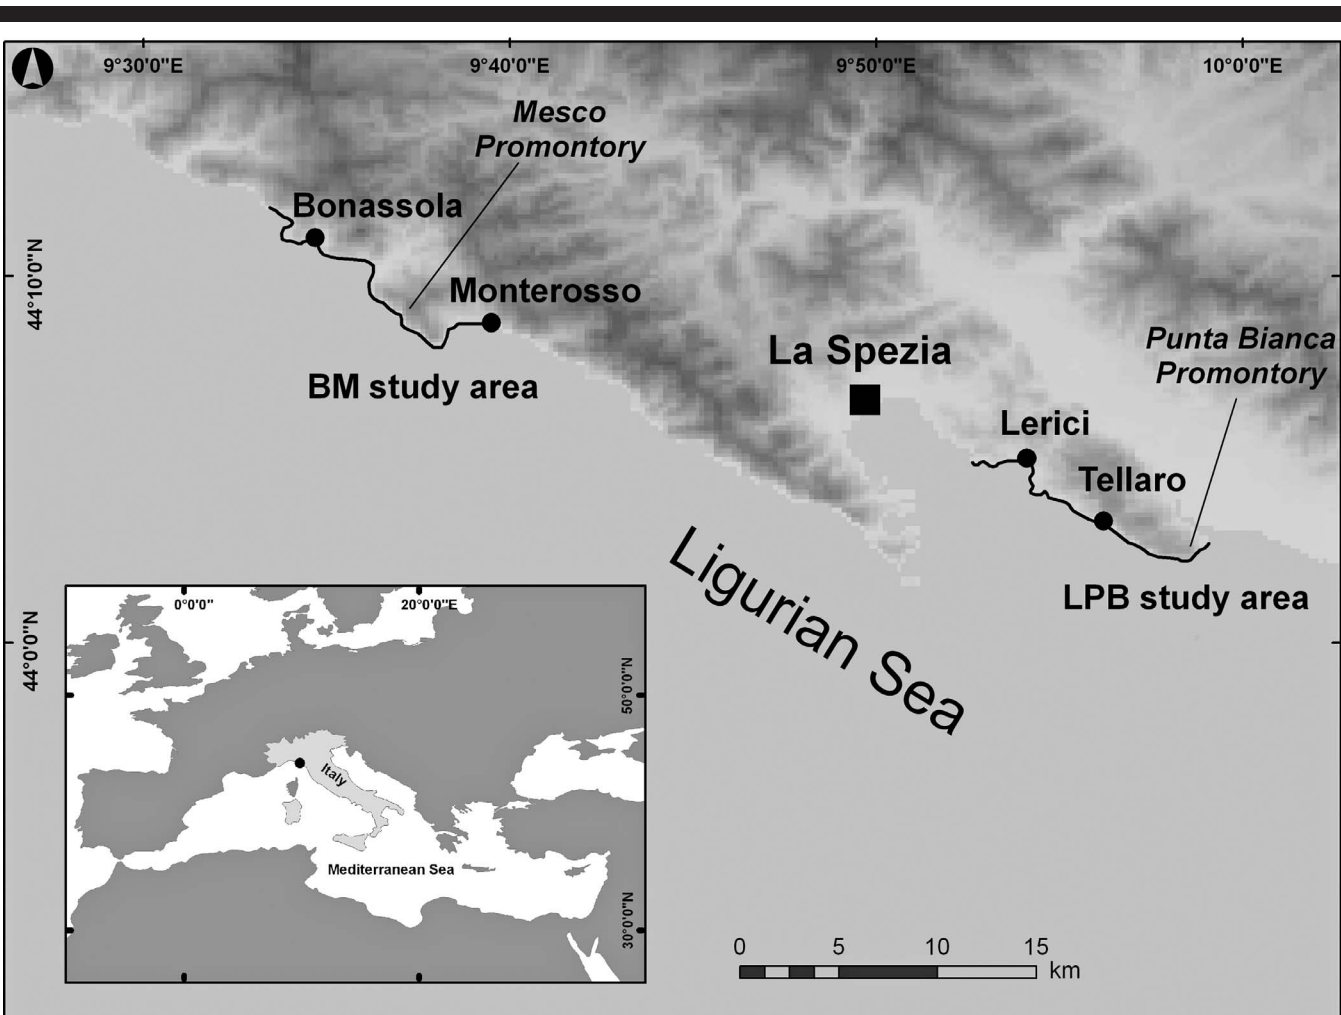 9°30'0"E
9°40'0"E
9°50'0"E
10°0'0"E
Mesco
Promontory
Bonassola
44°10'0"N
Monterosso
BM study area
La Spezia
Punta Bianca
Promontory
Lerici
Tellaro
LPB study area
Ligurian Sea
44°0'0"N
0°0'0"
20°0'0"E
50°0'0"N
Italy
Mediterranean Sea
30°0'0"N
0
5
10
15
km